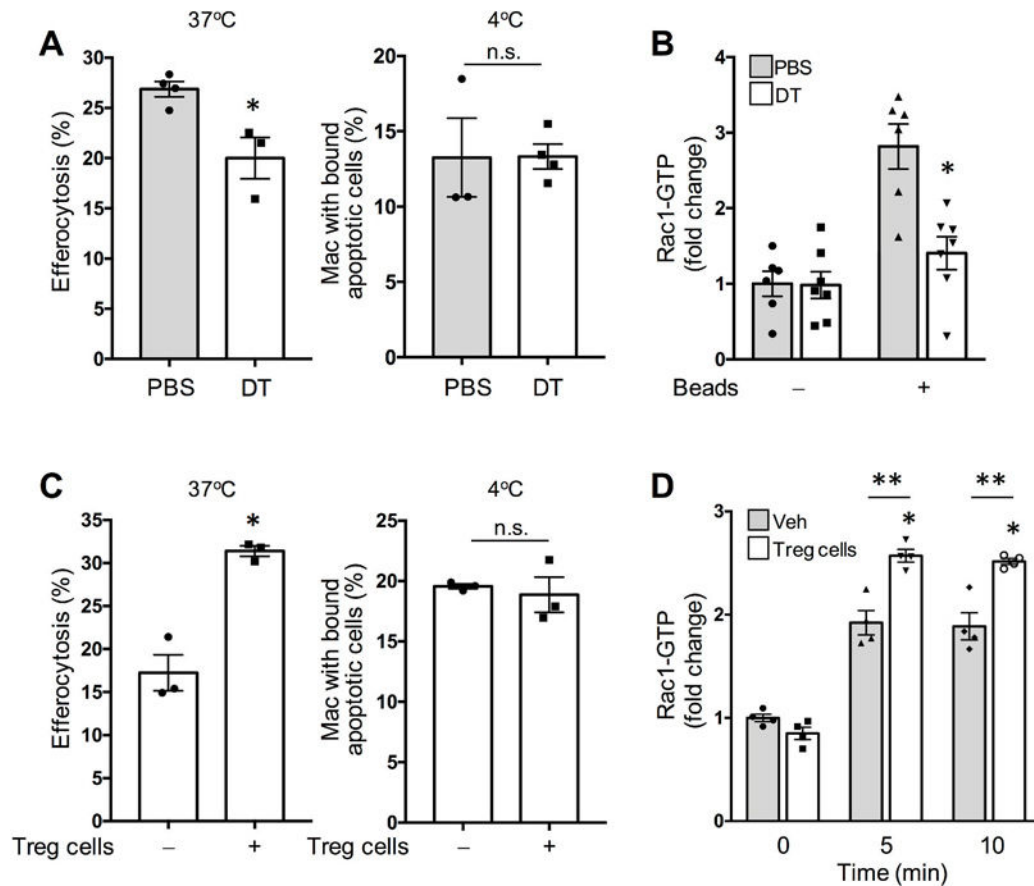 A
37ºC
Efferocytosis (%)
30
25
20
15
10
5
0
*
PBS
DT
4ºC
Mac with bound
apoptotic cells (%)
20
15
10
5
0
n.s.
PBS
DT
B
PBS
DT
Rac1-GTP
(fold change)
4
3
2
1
0
*
Beads
–
+
C
37ºC
Efferocytosis (%)
35
30
25
20
15
10
5
0
*
Treg cells
–
+
4ºC
Mac with bound
apoptotic cells (%)
25
20
15
10
5
0
n.s.
Treg cells
–
+
D
Veh
Treg cells
Rac1-GTP
(fold change)
3
2
1
0
**
*
**
*
0
5
10
Time (min)